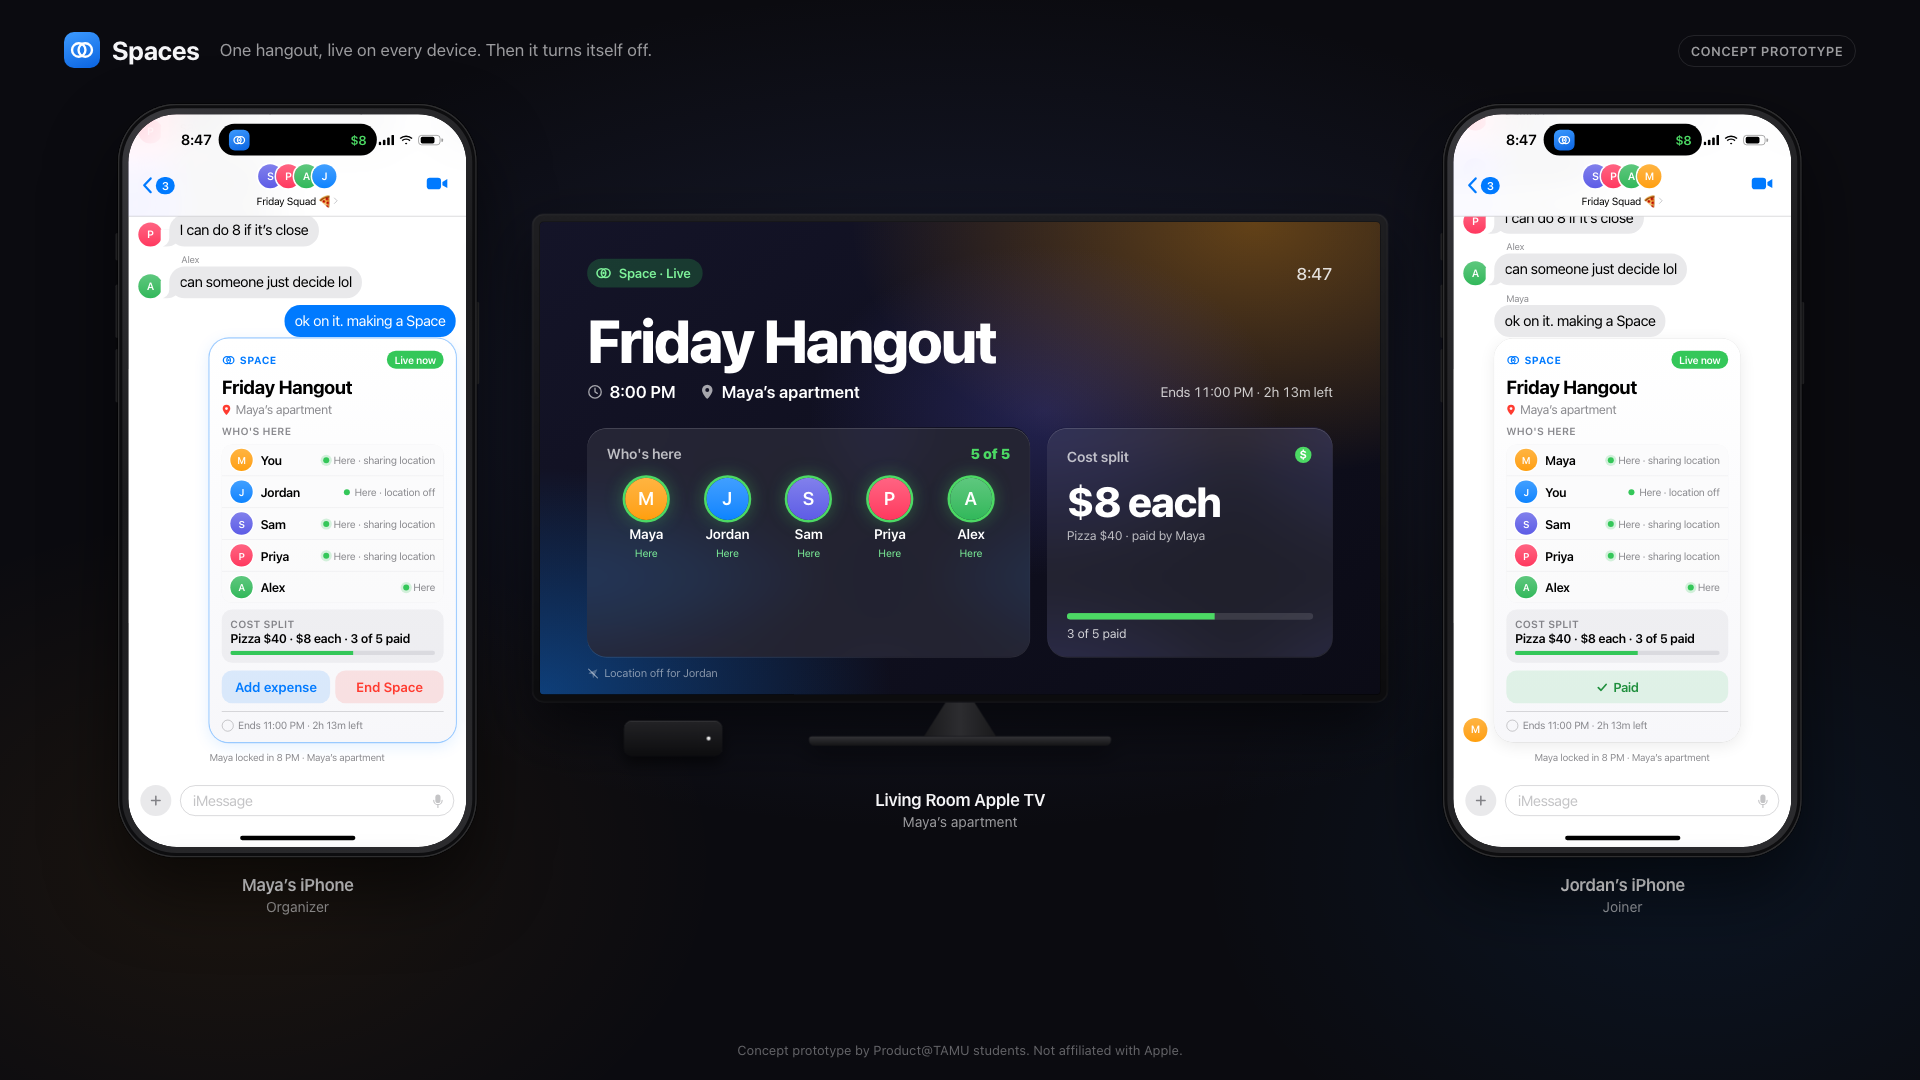 Spaces
One hangout, live on every device. Then it turns itself off.
CONCEPT PROTOTYPE
8:47
$8
3
S P A J
Friday Squad 🍕
P
I can do 8 if it's close
Alex
A
can someone just decide lol
ok on it. making a Space
SPACE
Live now
Friday Hangout
Maya's apartment
WHO'S HERE
M You Here · sharing location
J Jordan Here · location off
S Sam Here · sharing location
P Priya Here · sharing location
A Alex Here
COST SPLIT
Pizza $40 · $8 each · 3 of 5 paid
Add expense
End Space
Ends 11:00 PM · 2h 13m left
Maya locked in 8 PM · Maya's apartment
+
iMessage
Maya's iPhone
Organizer
Space · Live
8:47
Friday Hangout
8:00 PM
Maya's apartment
Ends 11:00 PM · 2h 13m left
Who's here
5 of 5
M J S P A
Maya Jordan Sam Priya Alex
Here Here Here Here Here
Cost split
$
$8 each
Pizza $40 · paid by Maya
3 of 5 paid
Location off for Jordan
Living Room Apple TV
Maya's apartment
8:47
$8
3
S P A M
Friday Squad 🍕
P
I can do 8 if it's close
Alex
A
can someone just decide lol
Maya
ok on it. making a Space
SPACE
Live now
Friday Hangout
Maya's apartment
WHO'S HERE
M Maya Here · sharing location
J You Here · location off
S Sam Here · sharing location
P Priya Here · sharing location
A Alex Here
COST SPLIT
Pizza $40 · $8 each · 3 of 5 paid
Paid
Ends 11:00 PM · 2h 13m left
M
Maya locked in 8 PM · Maya's apartment
+
iMessage
Jordan's iPhone
Joiner
Concept prototype by Product@TAMU students. Not affiliated with Apple.